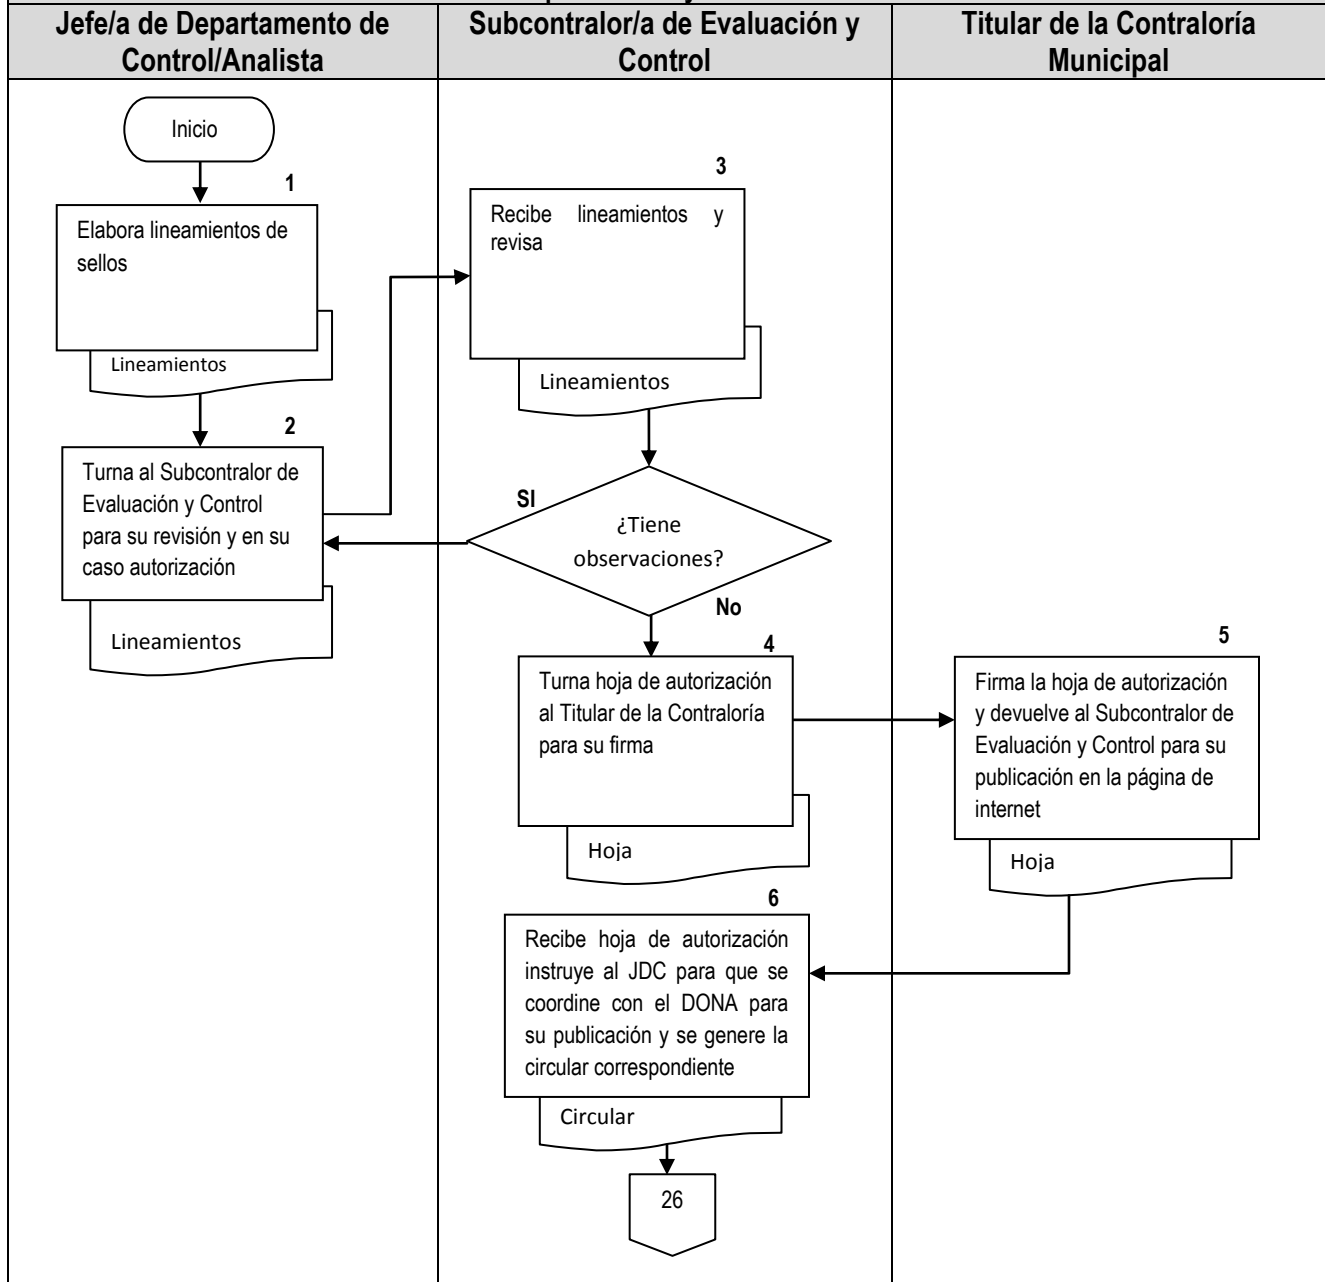 Jefe/a de Departamento de
Control/Analista
Subcontralor/a de Evaluación y
Control
Titular de la Contraloría
Municipal
Inicio
1
Elabora lineamientos de
sellos
Lineamientos
2
Turna al Subcontralor de
Evaluación y Control
para su revisión y en su
caso autorización
Lineamientos
3
Recibe lineamientos y
revisa
Lineamientos
SI
¿Tiene
observaciones?
No
4
Turna hoja de autorización
al Titular de la Contraloría
para su firma
Hoja
5
Firma la hoja de autorización
y devuelve al Subcontralor de
Evaluación y Control para su
publicación en la página de
internet
Hoja
6
Recibe hoja de autorización
instruye al JDC para que se
coordine con el DONA para
su publicación y se genere la
circular correspondiente
Circular
26